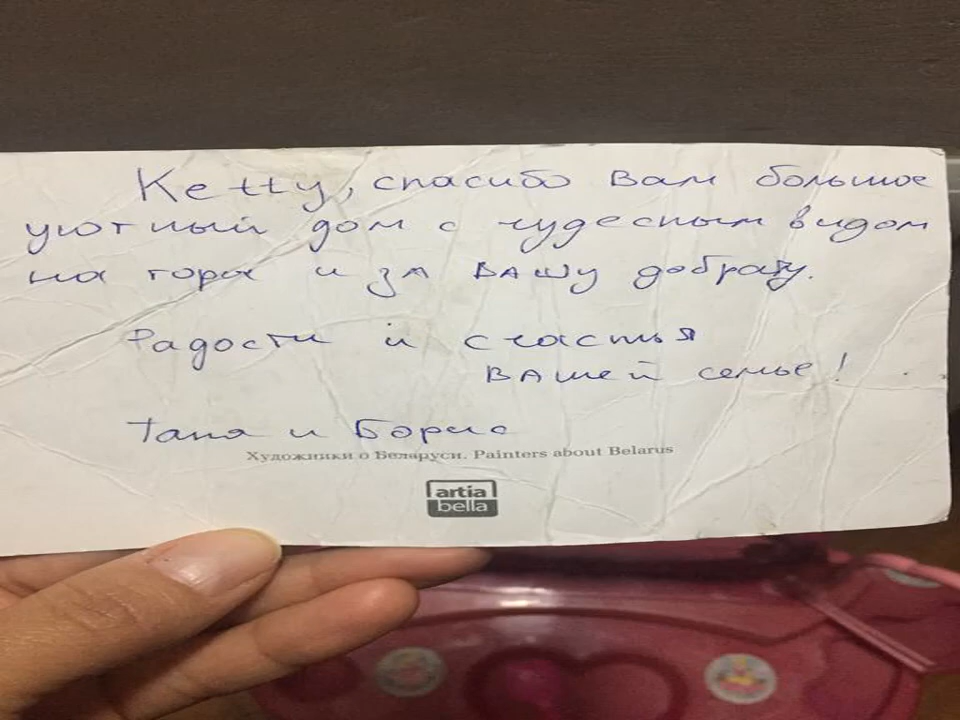 Ketty, спасибо Вам большое
уютный дом с чудесным видом
на горы и за вашу доброту.
Радости и счастья
вашей семье!
Таня и Борис
Художники о Беларуси. Painters about Belarus
artia
bella